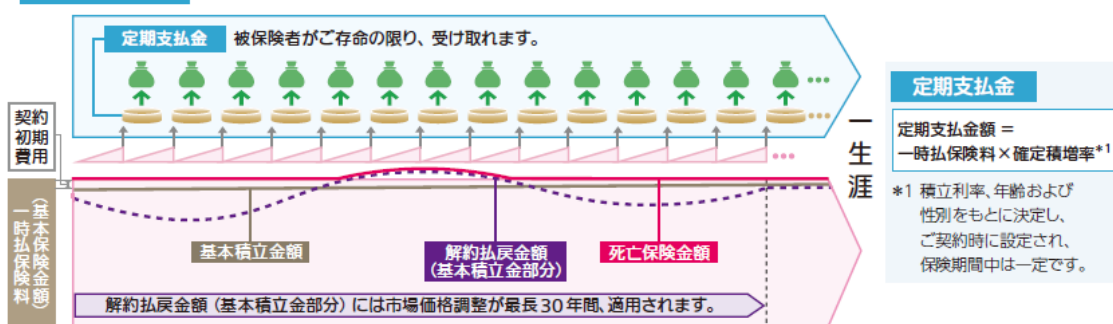 定期支払金 被保険者がご存命の限り、受け取れます。
契約
初期
費用
一時払保険料
(基本保険金額)
一生涯
基本積立金額
解約払戻金額
(基本積立金部分)
死亡保険金額
解約払戻金額(基本積立金部分)には市場価格調整が最長30年間、適用されます。
定期支払金
定期支払金額 =
一時払保険料×確定積増率*1
*1 積立利率、年齢および
性別をもとに決定し、
ご契約時に設定され、
保険期間中は一定です。